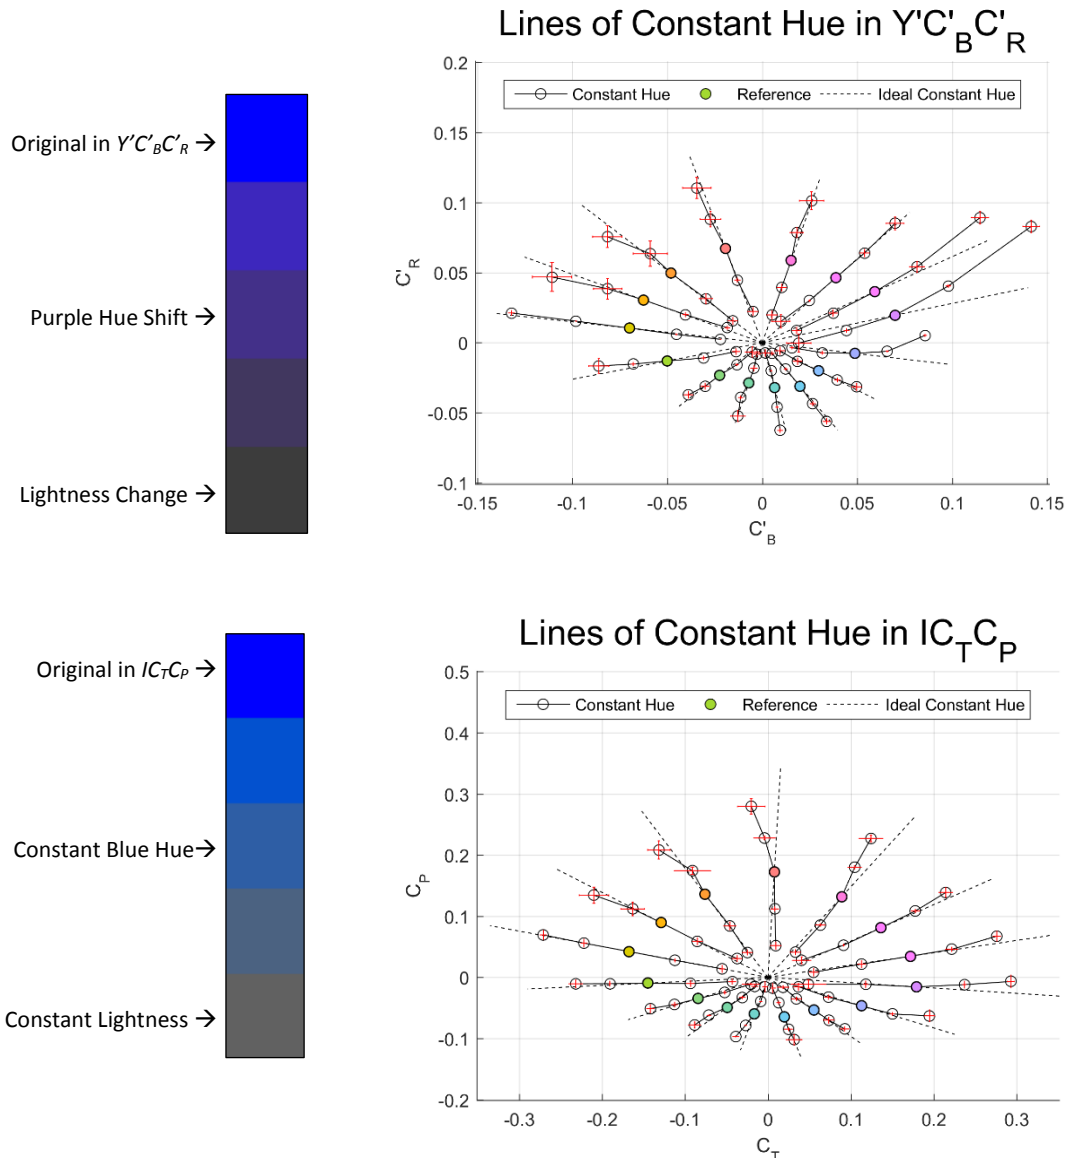 Lines of Constant Hue in Y'C'BC'R
Original in Y'C'BC'R →
Purple Hue Shift →
Lightness Change →
Constant Hue Reference Ideal Constant Hue
0.2
0.15
0.1
0.05
0
-0.05
-0.1
C'R
-0.15 -0.1 -0.05 0 0.05 0.1 0.15
C'B
Lines of Constant Hue in ICTCP
Original in ICTCP →
Constant Blue Hue→
Constant Lightness →
Constant Hue Reference Ideal Constant Hue
0.5
0.4
0.3
0.2
0.1
0
-0.1
-0.2
CP
-0.3 -0.2 -0.1 0 0.1 0.2 0.3
CT